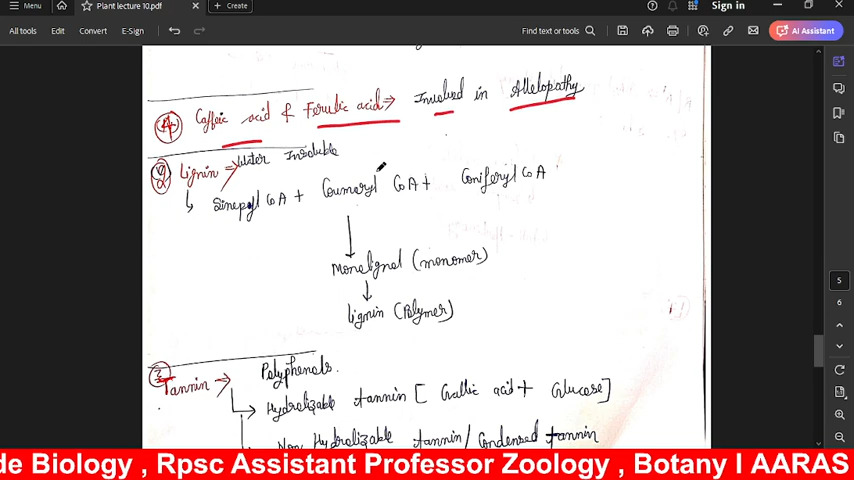 Menu
Plant lecture 10.pdf
Create
Sign in
All tools
Edit
Convert
E-Sign
Find text or tools
AI Assistant
4 Caffeic acid & Ferulic acid ⇒ Involved in Allelopathy
Lignin ⇒ Water Insoluble
Sinepyl CoA + Coumaryl CoA + Coniferyl CoA
Monolignol (monomer)
Lignin (Polymer)
3 Tannin ⇒ Polyphenols.
Hydrolizable tannin [ Gallic acid + Glucose ]
Non Hydrolizable tannin / Condensed tannin
5
6
de Biology , Rpsc Assistant Professor Zoology , Botany I AARAS